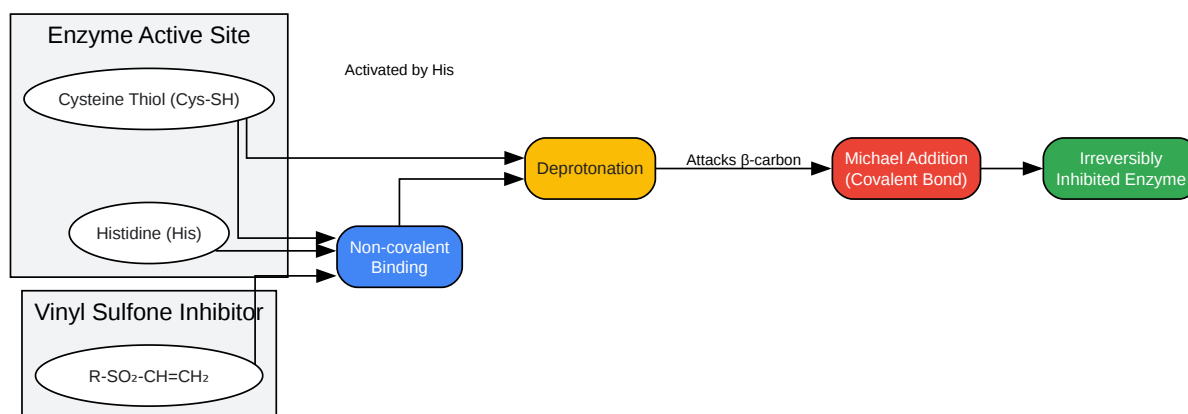 Enzyme Active Site
Cysteine Thiol (Cys-SH)
Activated by His
Histidine (His)
Non-covalent
Binding
Deprotonation
Attacks β-carbon
Michael Addition
(Covalent Bond)
Irreversibly
Inhibited Enzyme
Vinyl Sulfone Inhibitor
R-SO₂-CH=CH₂